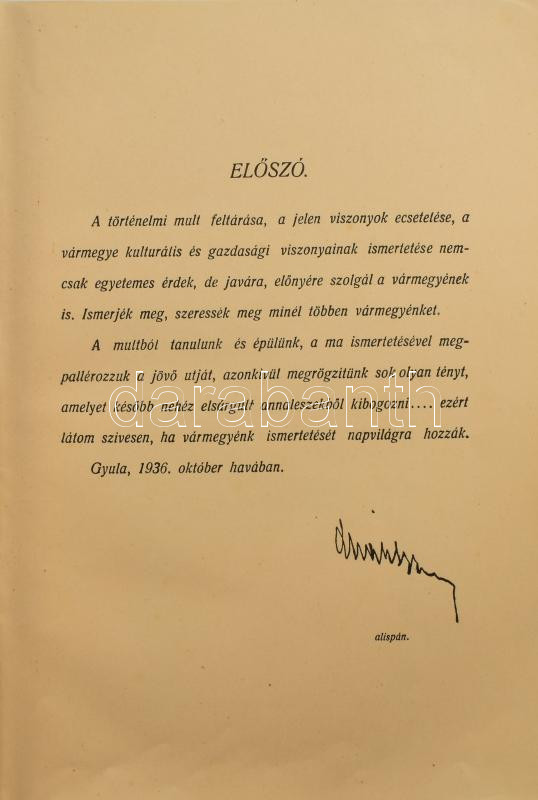 ELŐSZÓ.
A történelmi mult feltárása, a jelen viszonyok ecsetelése, a
vármegye kulturális és gazdasági viszonyainak ismertetése nem-
csak egyetemes érdek, de javára, előnyére szolgál a vármegyének
is. Ismerjék meg, szeressék meg minél többen vármegyénket.
A multból tanulunk és épülünk, a ma ismertetésével meg-
pallérozzuk a jövő utját, azonkívül megrögzitünk sok olyan tényt,
amelyet később nehéz elsárgult annaleszekből kibogozni.... ezért
látom szivesen, ha vármegyénk ismertetését napvilágra hozzák.
Gyula, 1936. október havában.
alispán.
darabanth